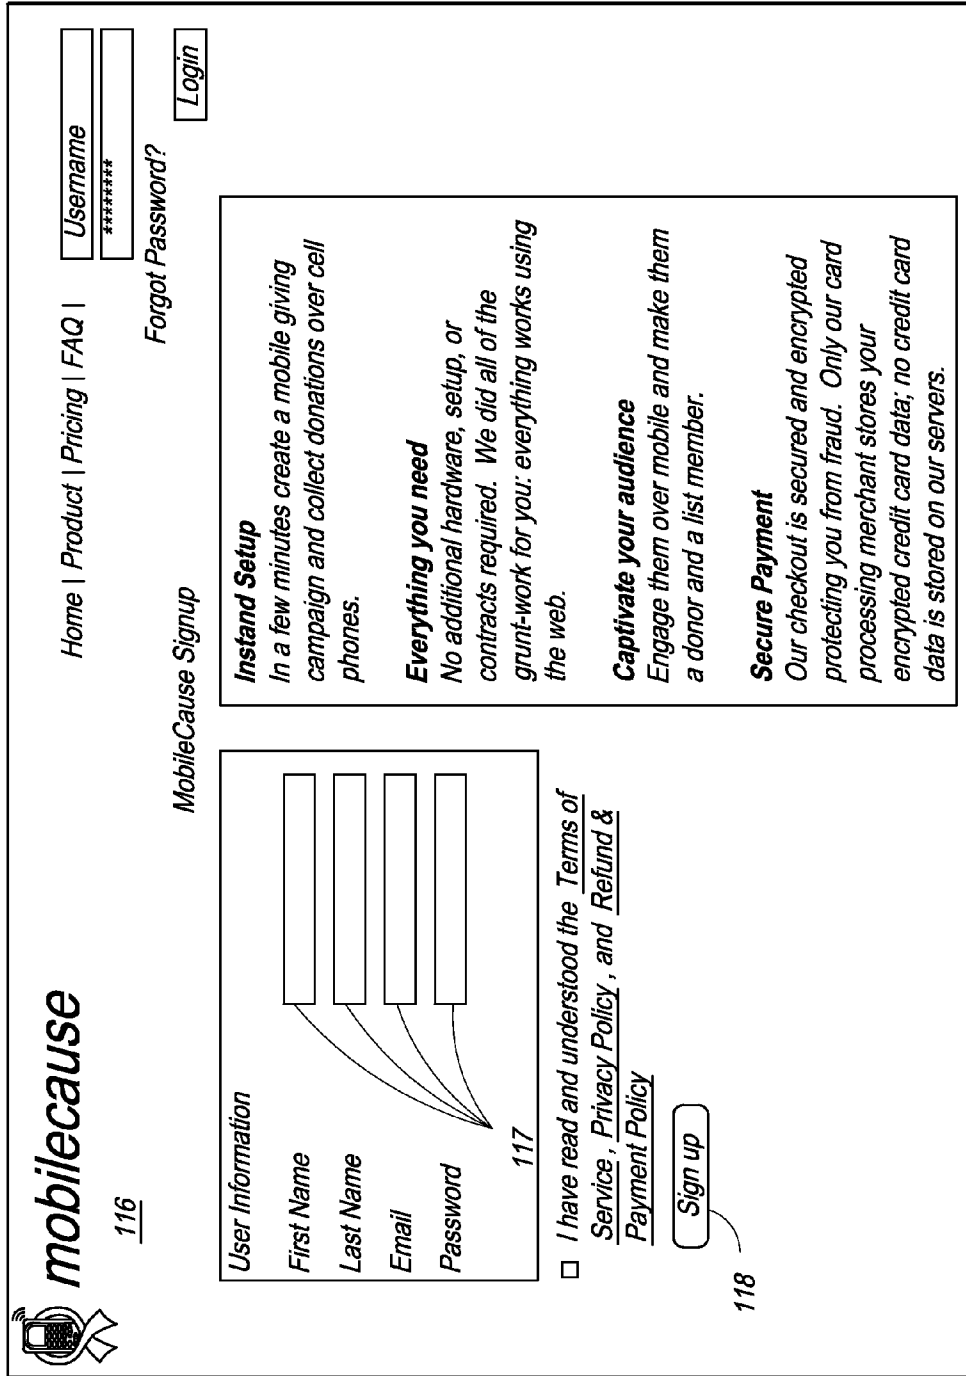 mobilecause
116
Home | Product | Pricing | FAQ |
Username
********
Forgot Password?
Login
MobileCause Signup
User Information
First Name
Last Name
Email
Password
117
I have read and understood the Terms of
Service , Privacy Policy , and Refund &
Payment Policy
Sign up
118
Instand Setup
In a few minutes create a mobile giving
campaign and collect donations over cell
phones.
Everything you need
No additional hardware, setup, or
contracts required. We did all of the
grunt-work for you: everything works using
the web.
Captivate your audience
Engage them over mobile and make them
a donor and a list member.
Secure Payment
Our checkout is secured and encrypted
protecting you from fraud. Only our card
processing merchant stores your
encrypted credit card data; no credit card
data is stored on our servers.